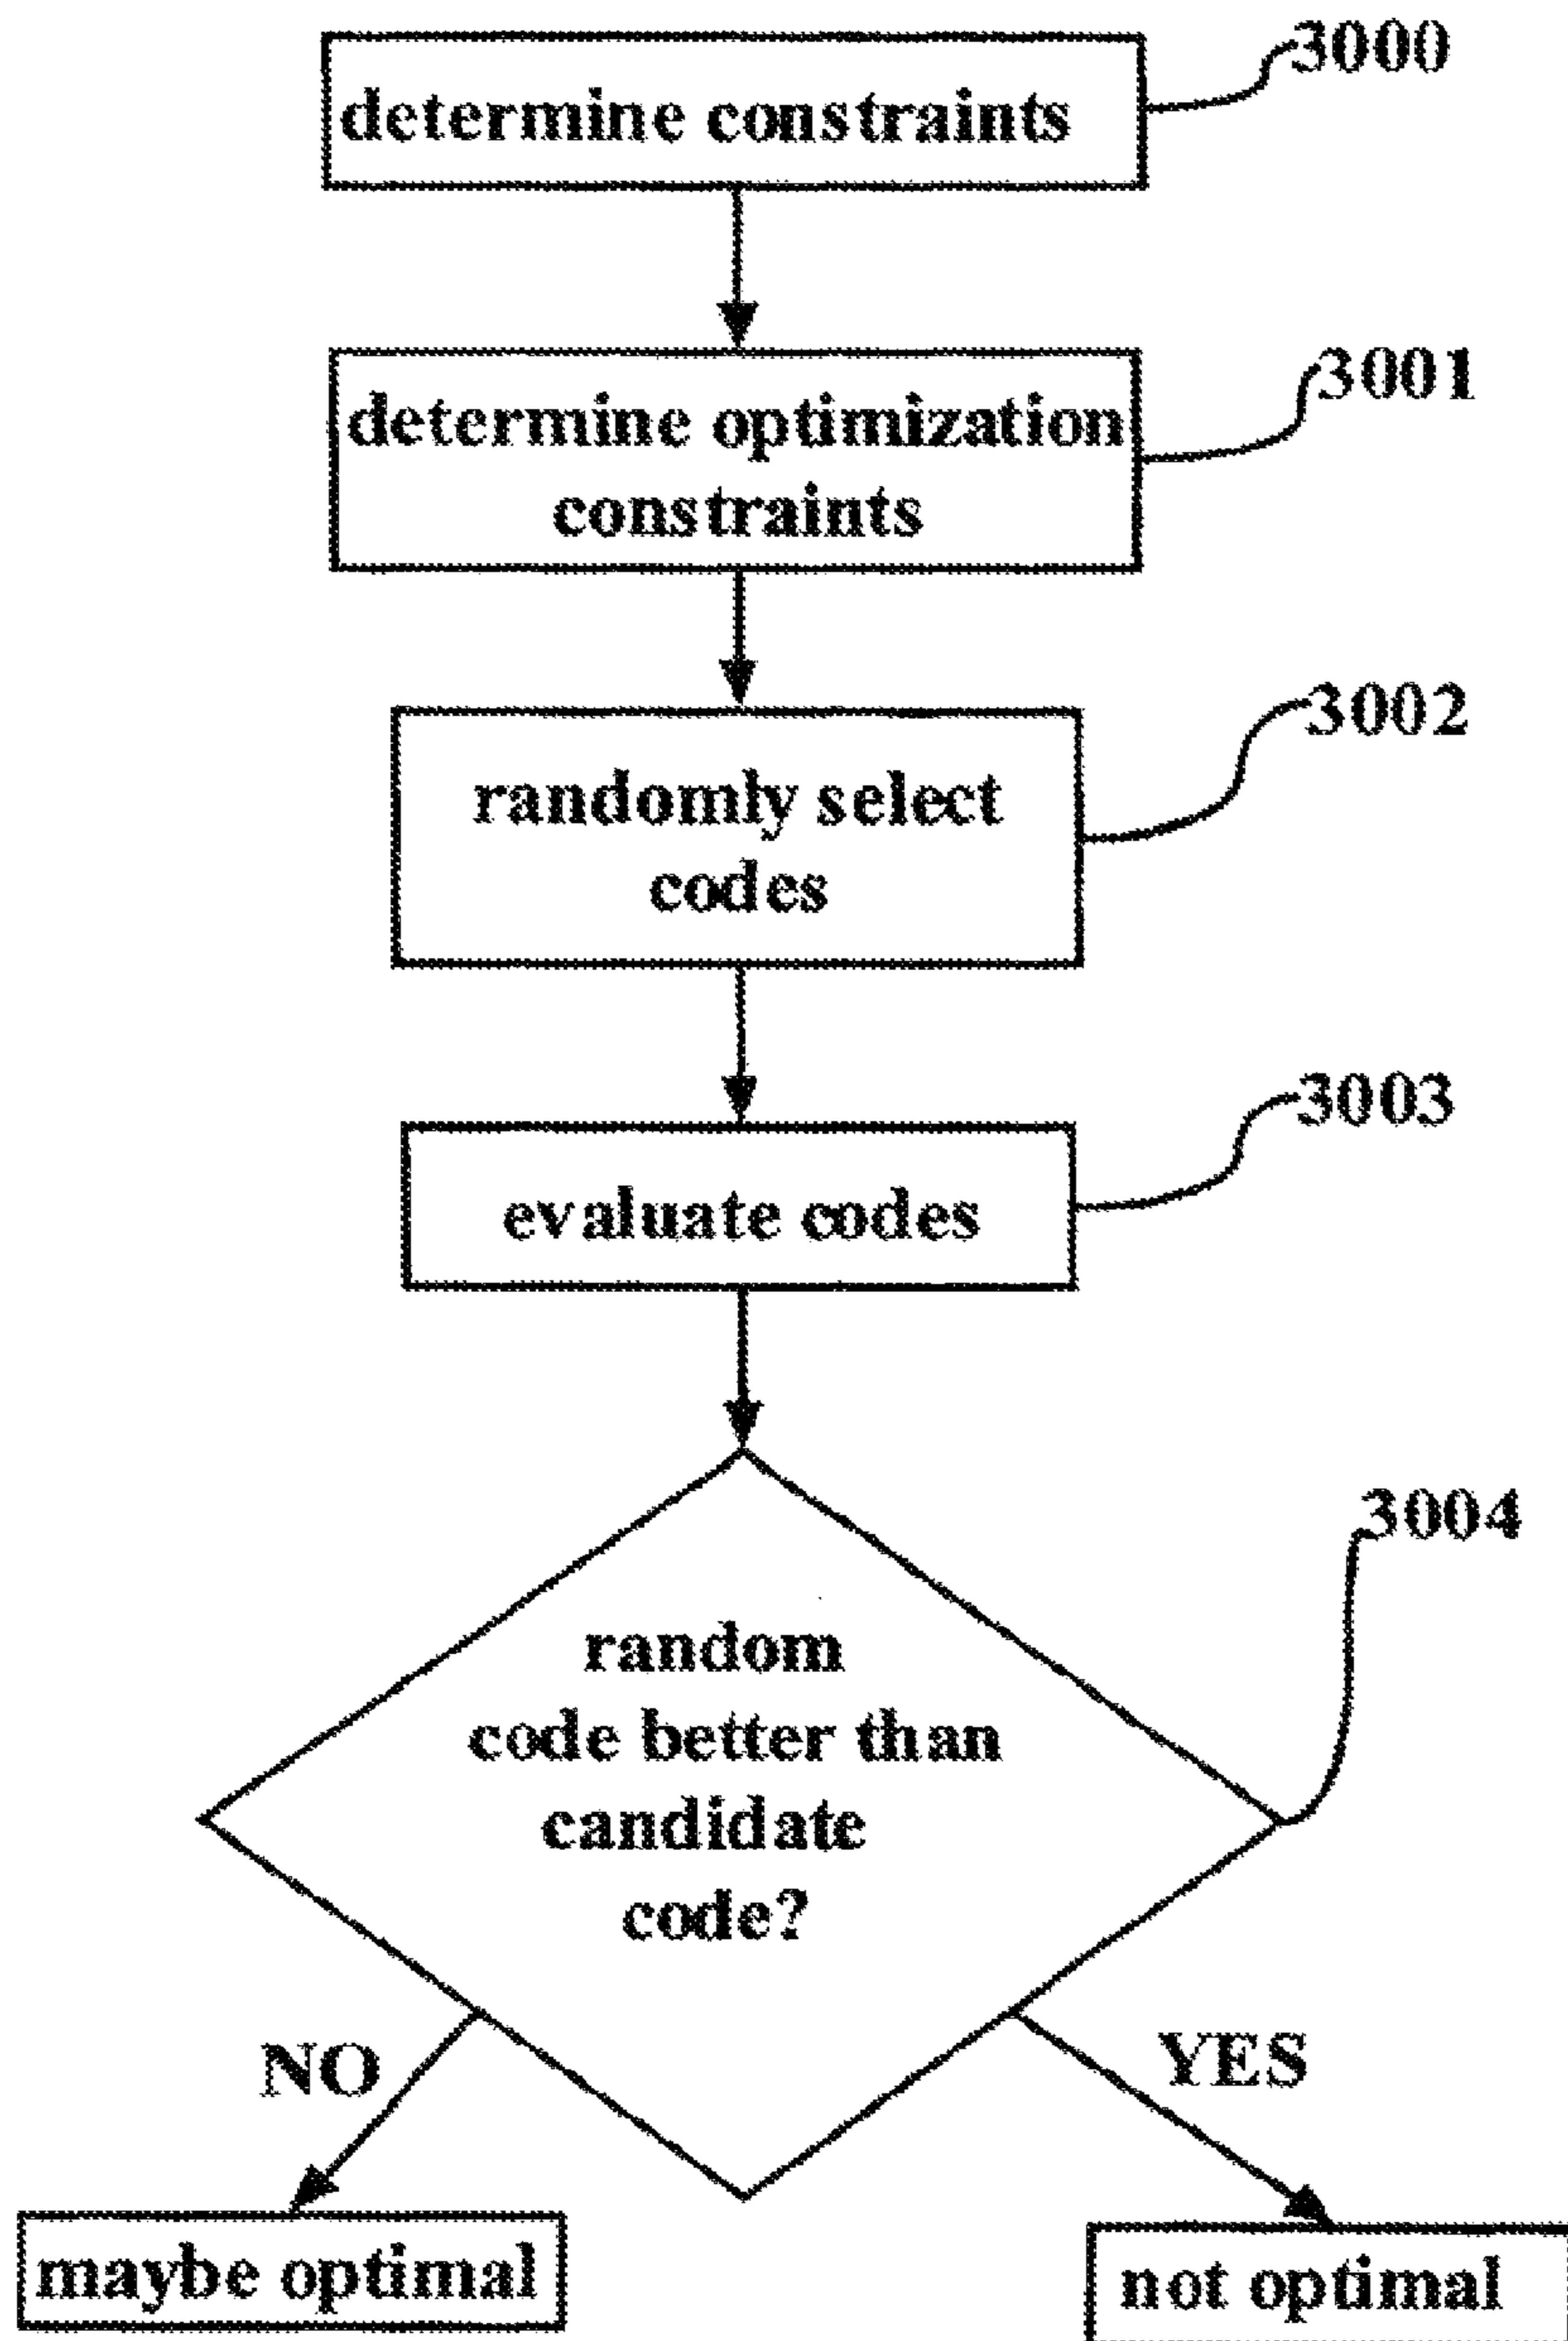 3000
determine constraints
3001
determine optimization
constraints
3002
randomly select
codes
3003
evaluate codes
3004
random
code better than
candidate
code?
NO
YES
maybe optimal
not optimal